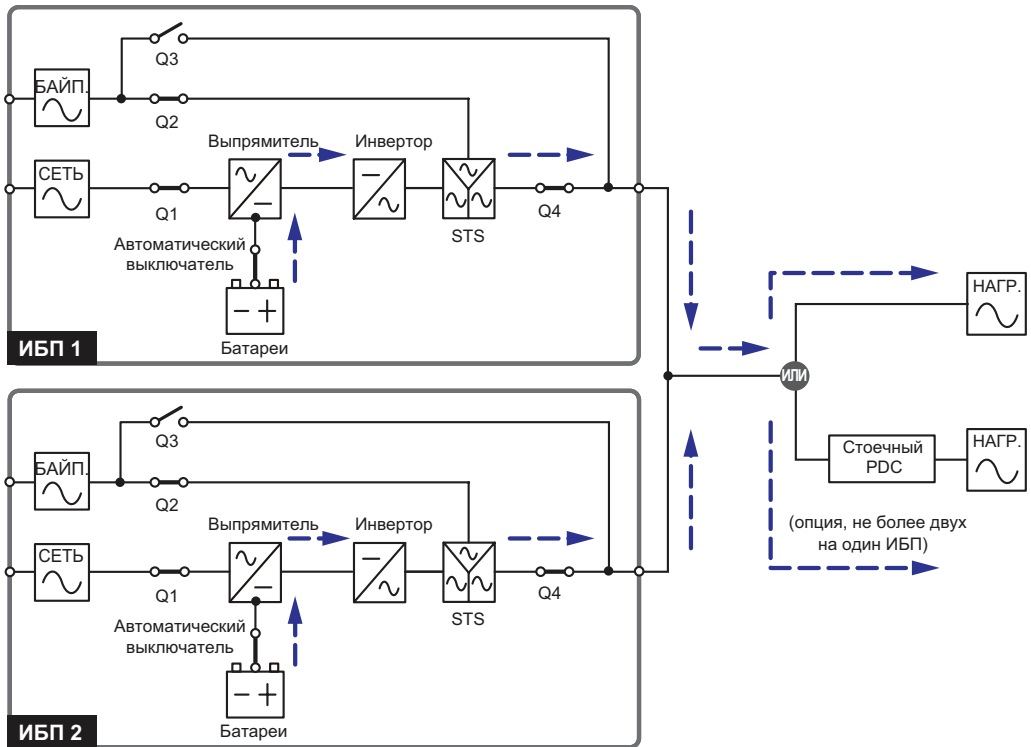 БАЙП.
Q3
Q2
Выпрямитель
Инвертор
СЕТЬ
Q1
STS
Q4
Автоматический
выключатель
Батареи
ИБП 1
НАГР.
ИЛИ
Стоечный
PDC
НАГР.
(опция, не более двух
на один ИБП)
БАЙП.
Q3
Q2
Выпрямитель
Инвертор
СЕТЬ
Q1
STS
Q4
Автоматический
выключатель
Батареи
ИБП 2